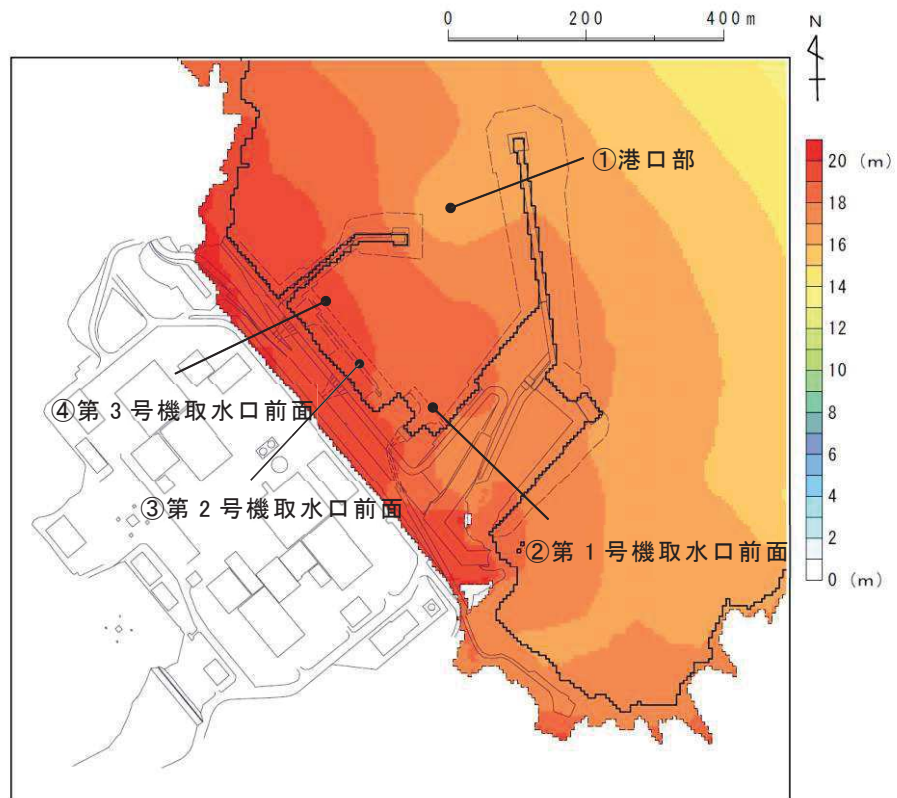 0 200 400m
N
①港口部
20 (m)
18
16
14
12
10
8
6
4
2
0 (m)
④第3号機取水口前面
③第2号機取水口前面
②第1号機取水口前面